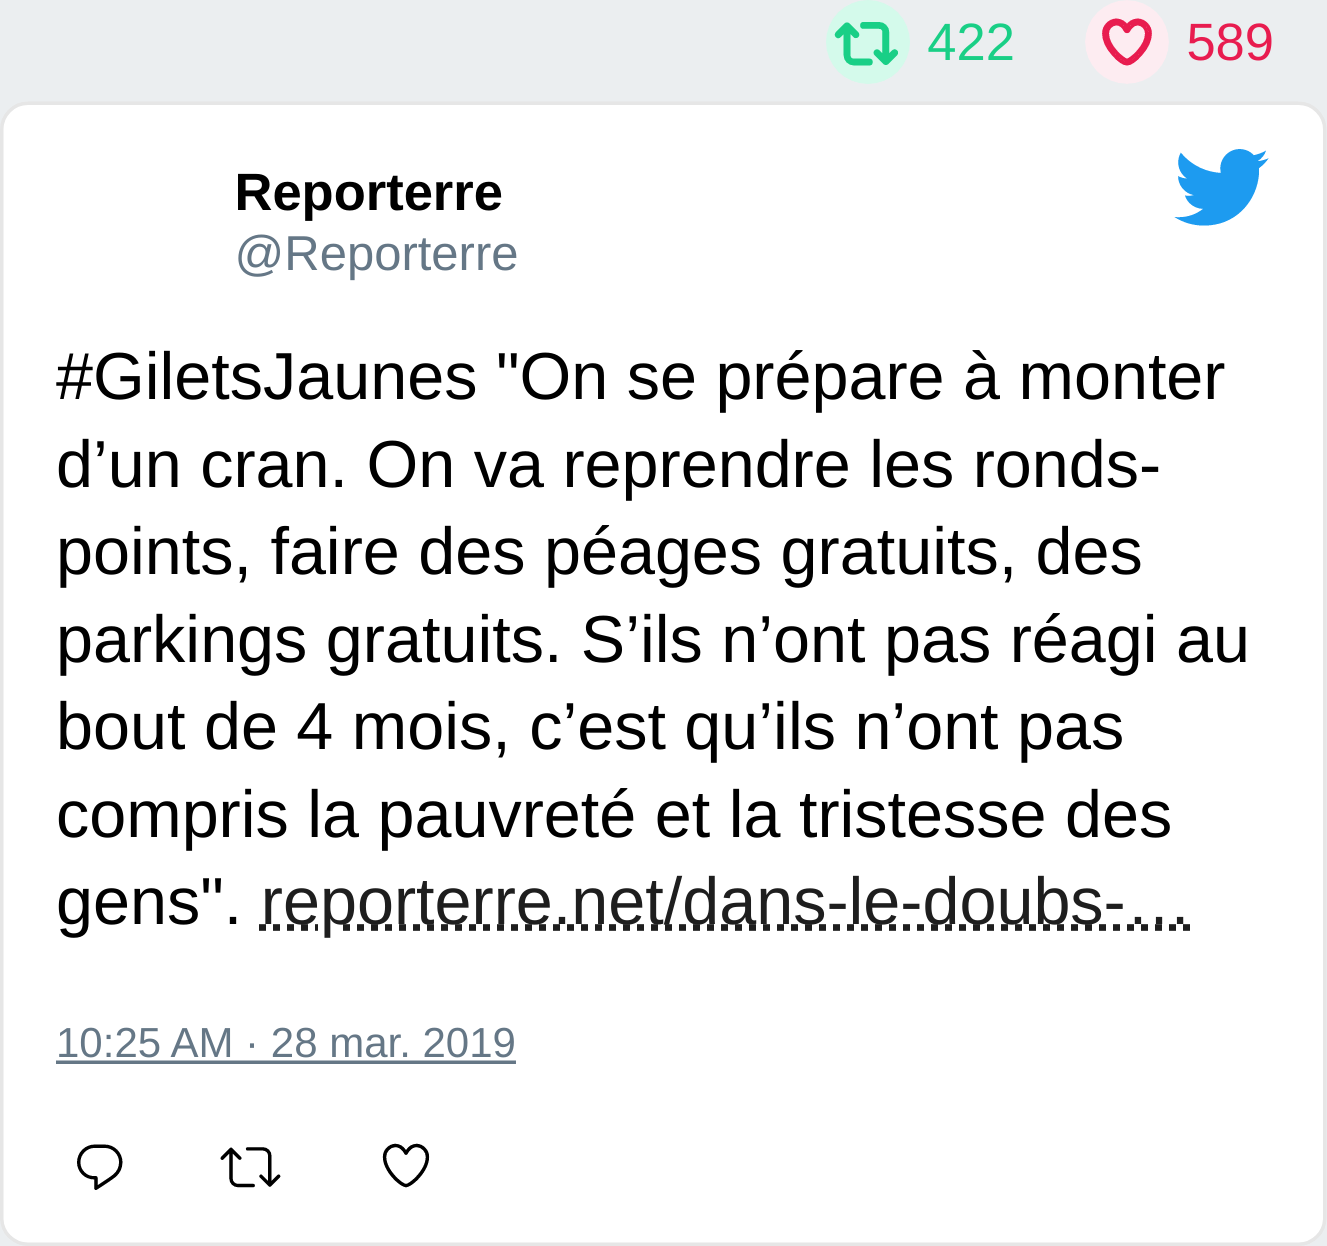 422 589
Reporterre
@Reporterre
#GiletsJaunes "On se prépare à monter
d’un cran. On va reprendre les ronds-
points, faire des péages gratuits, des
parkings gratuits. S’ils n’ont pas réagi au
bout de 4 mois, c’est qu’ils n’ont pas
compris la pauvreté et la tristesse des
gens". reporterre.net/dans-le-doubs-…
10:25 AM · 28 mar. 2019